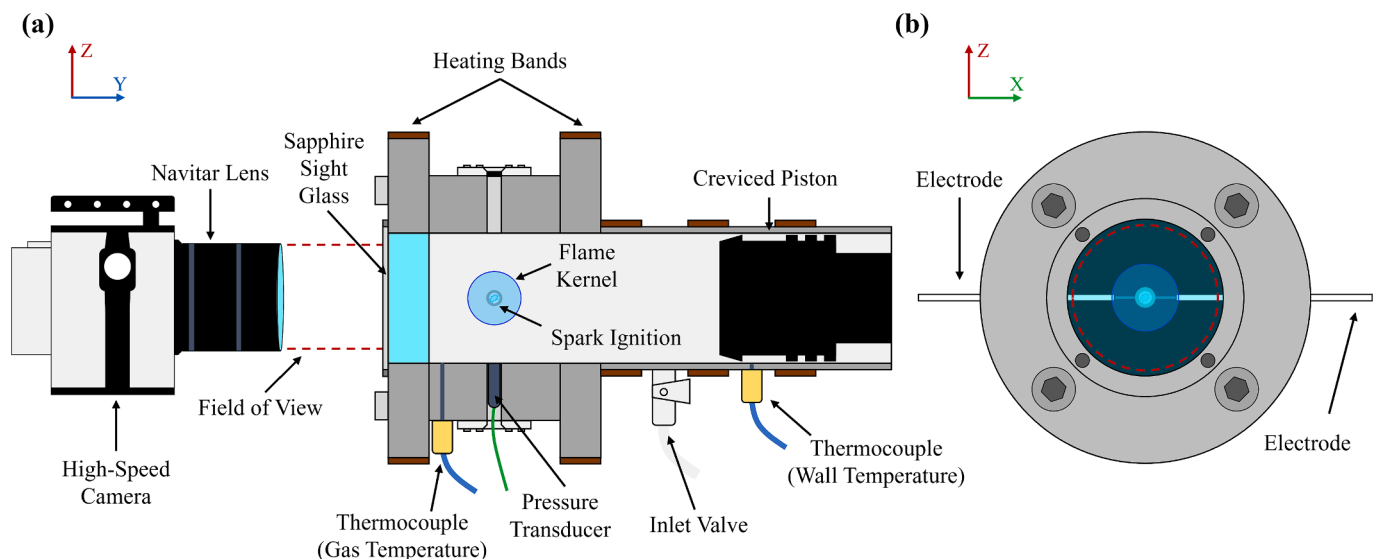 (a)
Z
Y
Heating Bands
Sapphire
Sight
Glass
Navitar Lens
Creviced Piston
Flame
Kernel
Spark Ignition
Field of View
High-Speed
Camera
Thermocouple
(Gas Temperature)
Pressure
Transducer
Inlet Valve
Thermocouple
(Wall Temperature)
(b)
Z
X
Electrode
Electrode